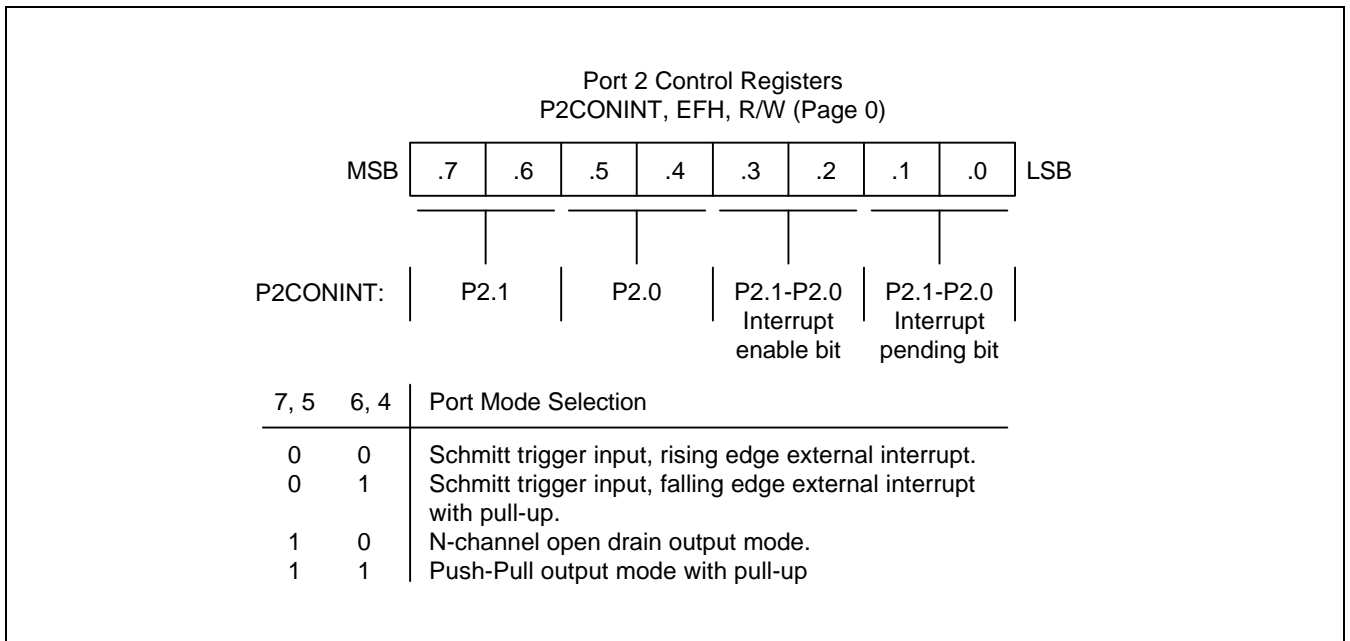 Port 2 Control Registers
P2CONINT, EFH, R/W (Page 0)
MSB .7 .6 .5 .4 .3 .2 .1 .0 LSB
P2CONINT: P2.1 P2.0 P2.1-P2.0 P2.1-P2.0
Interrupt Interrupt
enable bit pending bit
7, 5 6, 4 Port Mode Selection
0 0 Schmitt trigger input, rising edge external interrupt.
0 1 Schmitt trigger input, falling edge external interrupt
with pull-up.
1 0 N-channel open drain output mode.
1 1 Push-Pull output mode with pull-up